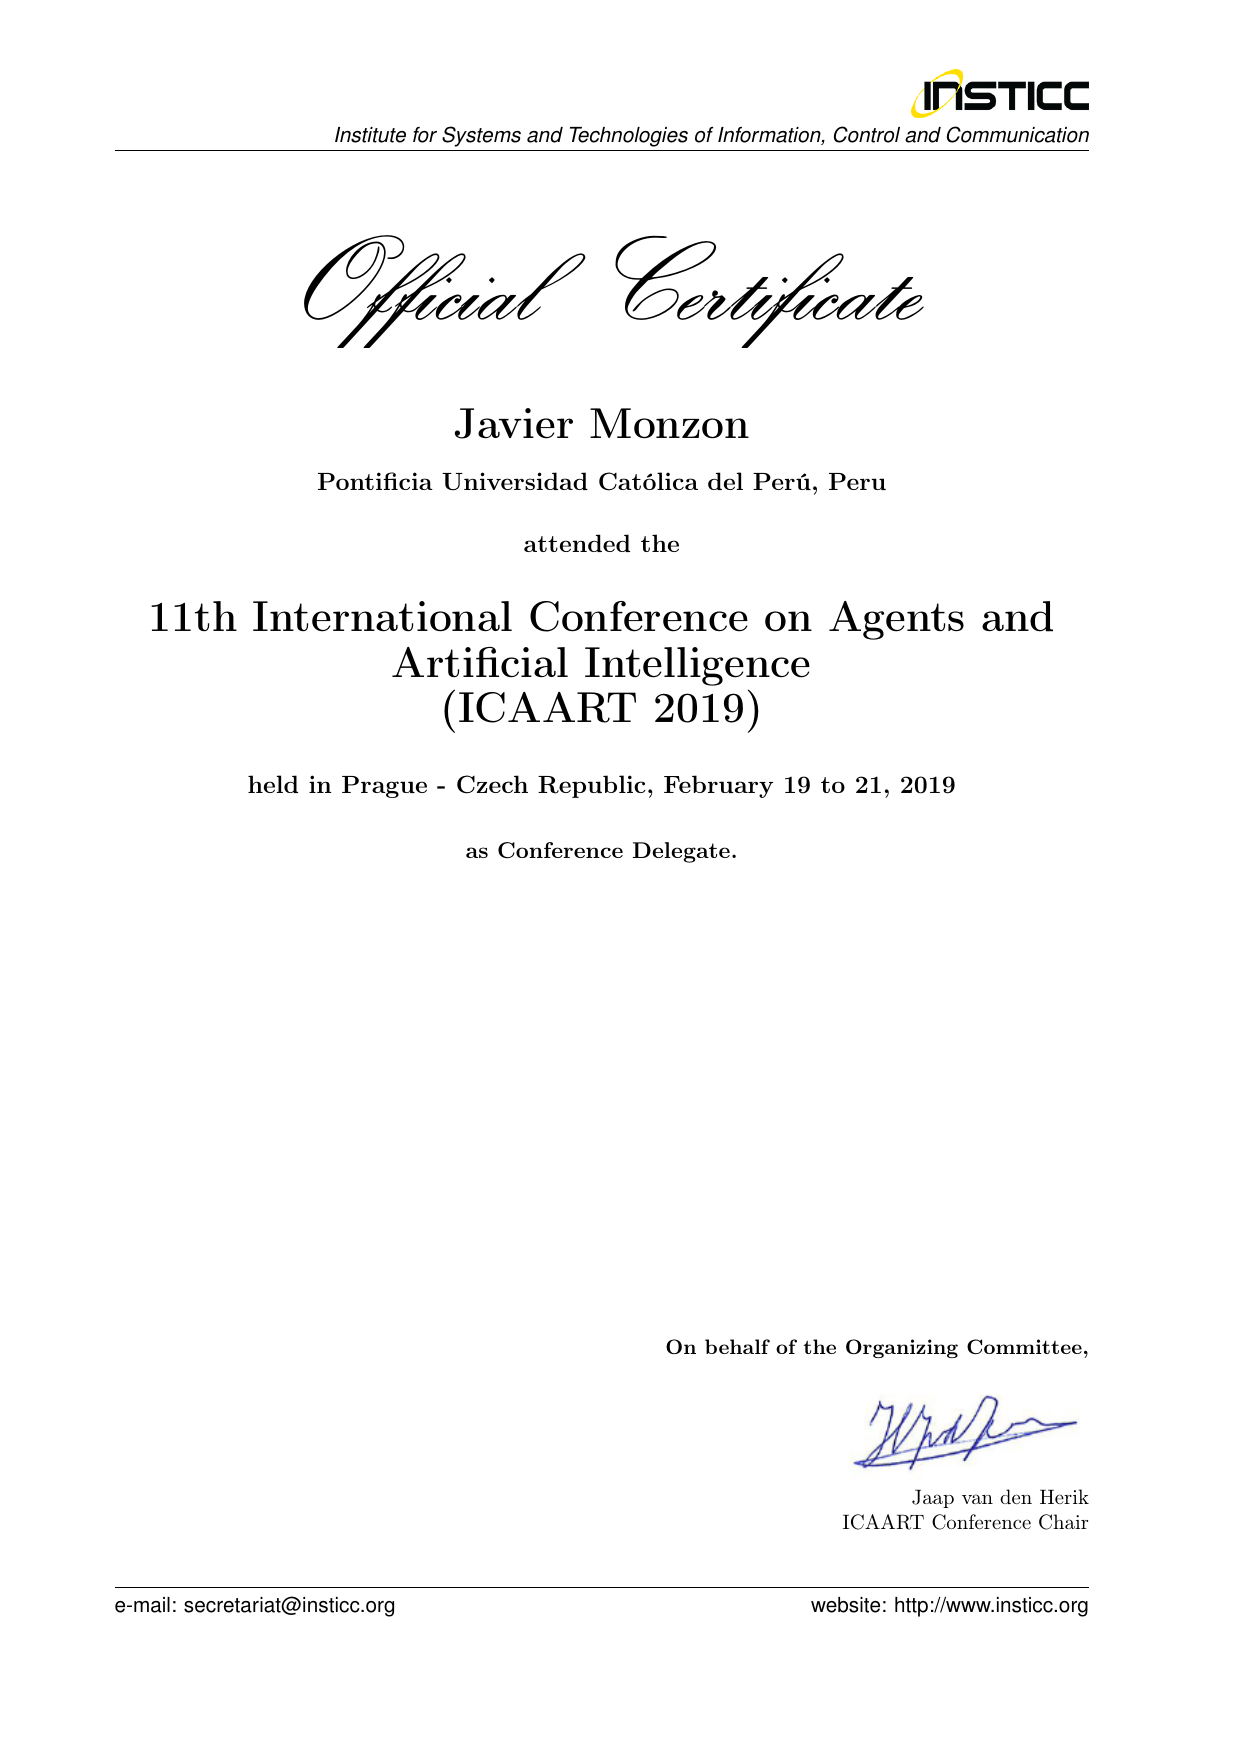 INSTICC
Institute for Systems and Technologies of Information, Control and Communication
Official Certificate
Javier Monzon
Pontificia Universidad Católica del Perú, Peru
attended the
11th International Conference on Agents and
Artificial Intelligence
(ICAART 2019)
held in Prague - Czech Republic, February 19 to 21, 2019
as Conference Delegate.
On behalf of the Organizing Committee,
Jaap van den Herik
ICAART Conference Chair
e-mail: secretariat@insticc.org website: http://www.insticc.org